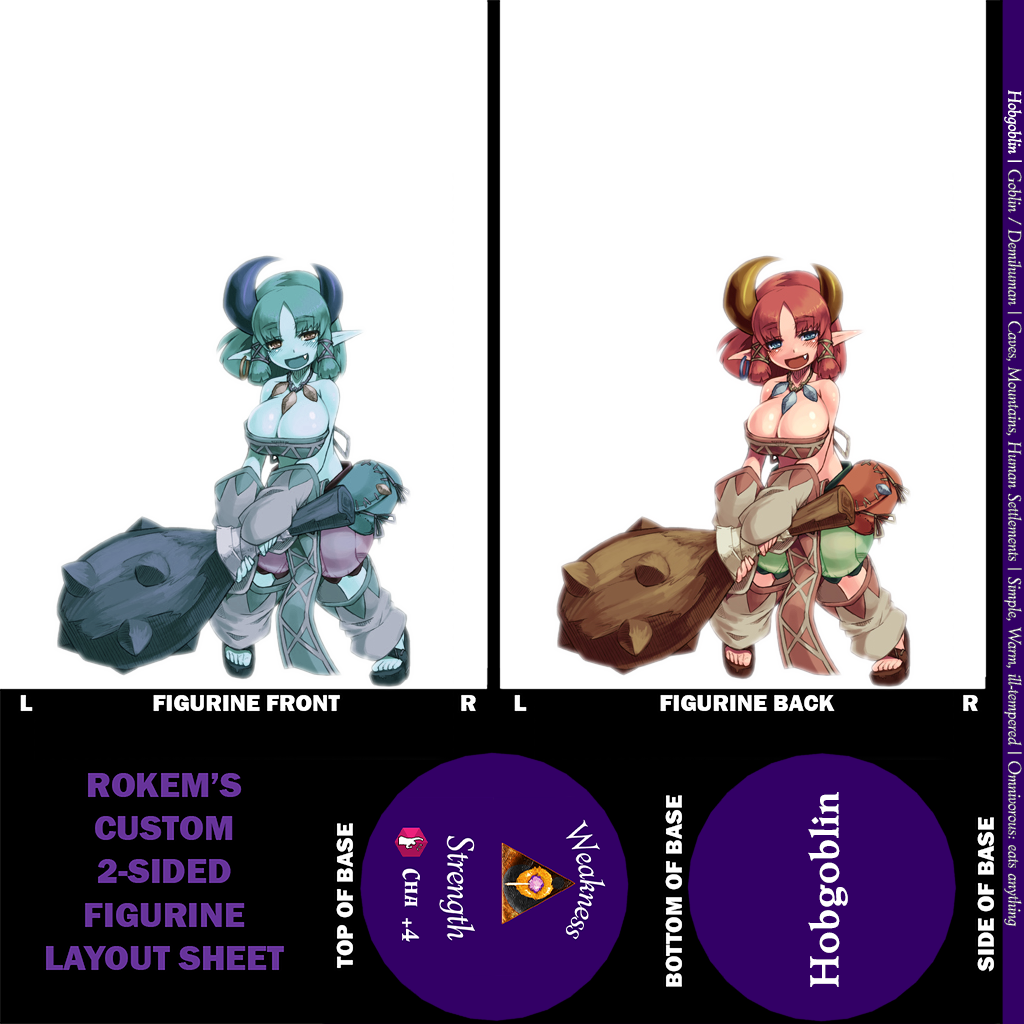 L FIGURINE FRONT R
L FIGURINE BACK R
ROKEM'S
CUSTOM
2-SIDED
FIGURINE
LAYOUT SHEET
TOP OF BASE
Weakness
Strength
CHA +4
BOTTOM OF BASE
Hobgoblin
SIDE OF BASE
Hobgoblin | Goblin / Demihuman | Caves, Mountains, Human Settlements | Simple, Warm, ill-tempered | Omnivorous: eats anything